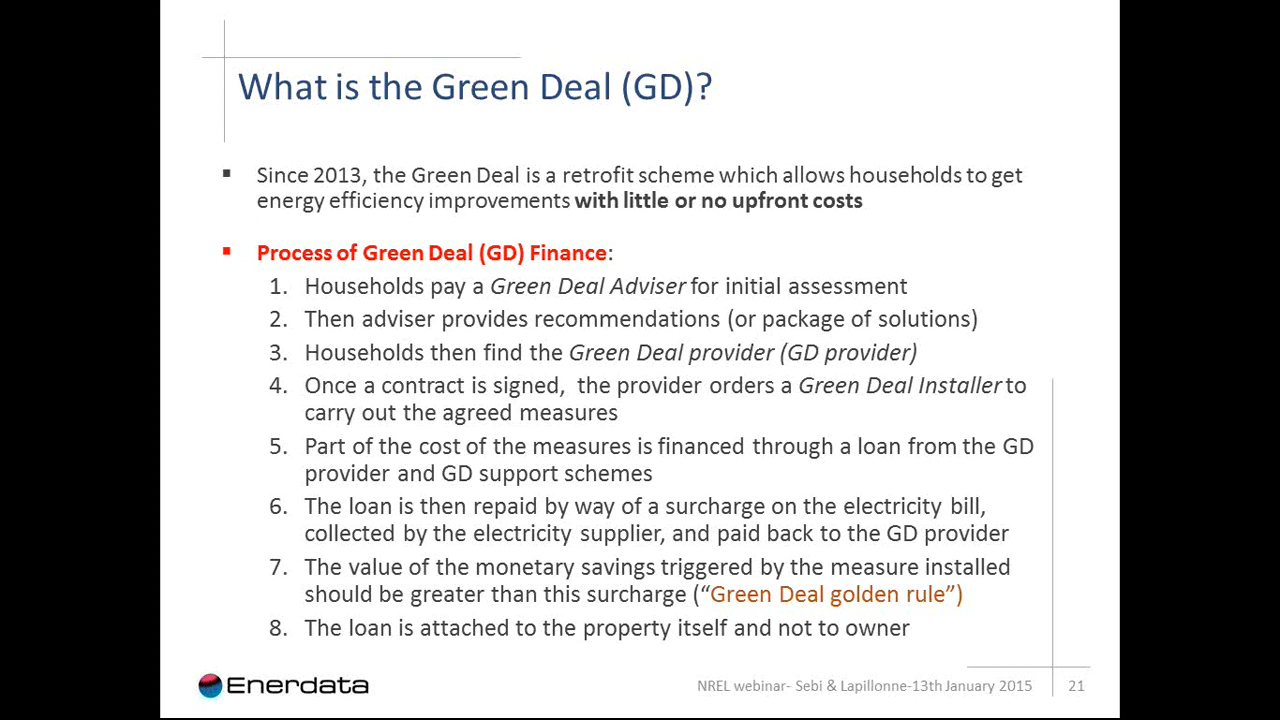 What is the Green Deal (GD)?
▪ Since 2013, the Green Deal is a retrofit scheme which allows households to get
energy efficiency improvements with little or no upfront costs
▪ Process of Green Deal (GD) Finance:
1. Households pay a Green Deal Adviser for initial assessment
2. Then adviser provides recommendations (or package of solutions)
3. Households then find the Green Deal provider (GD provider)
4. Once a contract is signed, the provider orders a Green Deal Installer to
carry out the agreed measures
5. Part of the cost of the measures is financed through a loan from the GD
provider and GD support schemes
6. The loan is then repaid by way of a surcharge on the electricity bill,
collected by the electricity supplier, and paid back to the GD provider
7. The value of the monetary savings triggered by the measure installed
should be greater than this surcharge (“Green Deal golden rule”)
8. The loan is attached to the property itself and not to owner
Enerdata
NREL webinar- Sebi & Lapillonne-13th January 2015 21